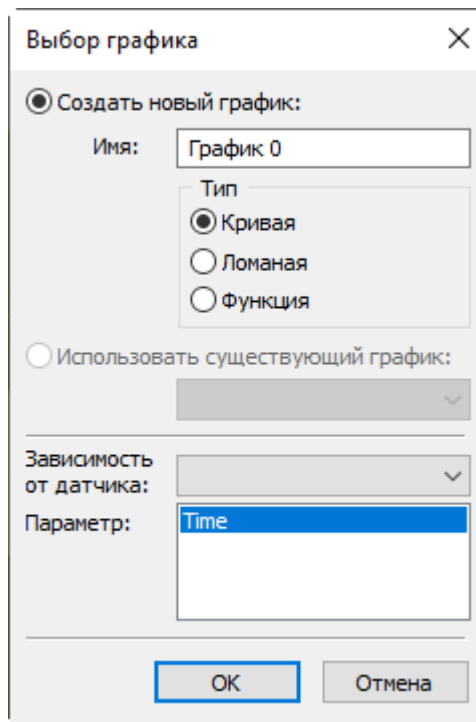 Выбор графика
Создать новый график:
Имя: График 0
Тип
Кривая
Ломаная
Функция
Использовать существующий график:
Зависимость
от датчика:
Параметр: Time
OK Отмена